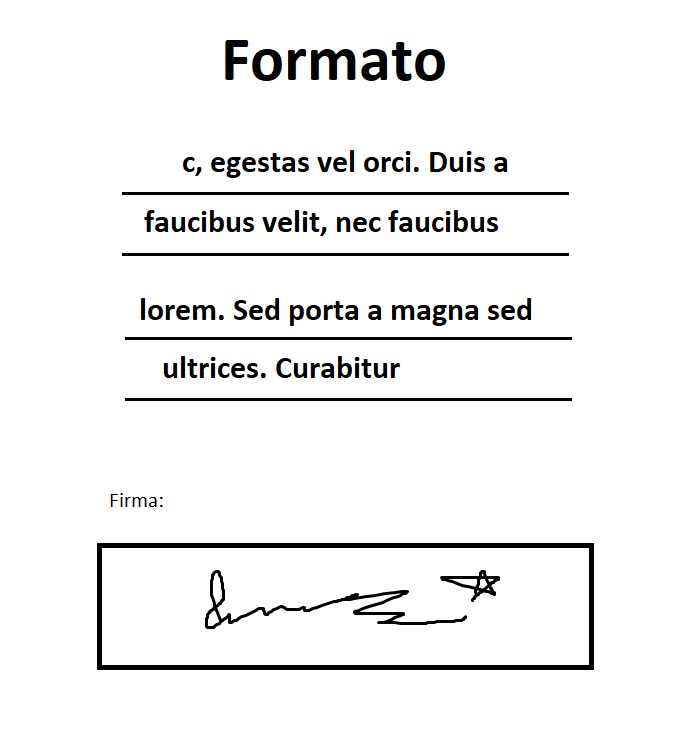 Formato
c, egestas vel orci. Duis a
faucibus velit, nec faucibus
lorem. Sed porta a magna sed
ultrices. Curabitur
Firma: